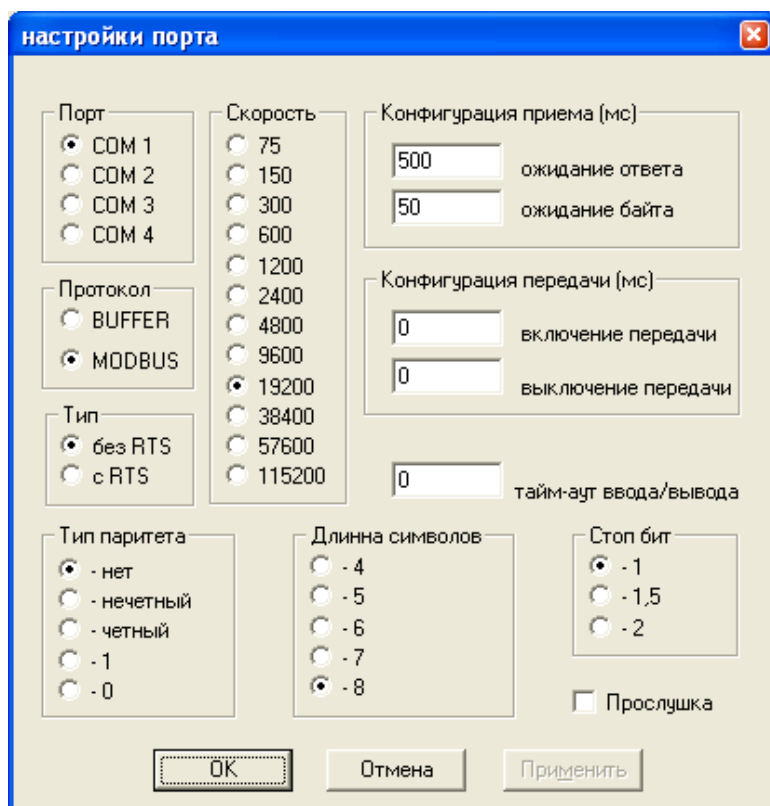 настройки порта
Порт
COM 1
COM 2
COM 3
COM 4
Протокол
BUFFER
MODBUS
Тип
без RTS
с RTS
Скорость
75
150
300
600
1200
2400
4800
9600
19200
38400
57600
115200
Конфигурация приема (мс)
500 ожидание ответа
50 ожидание байта
Конфигурация передачи (мс)
0 включение передачи
0 выключение передачи
0 тайм-аут ввода/вывода
Тип паритета
- нет
- нечетный
- четный
- 1
- 0
Длинна символов
- 4
- 5
- 6
- 7
- 8
Стоп бит
- 1
- 1,5
- 2
Прослушка
OK
Отмена
Применить